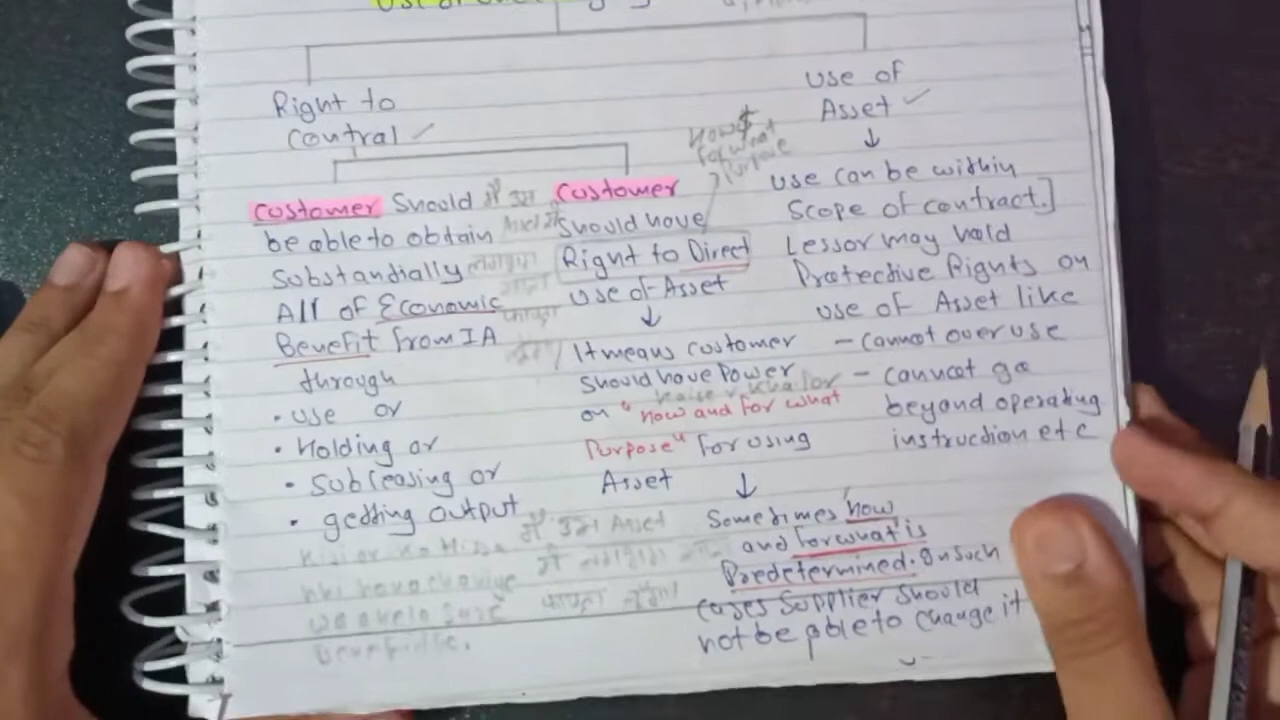 Right to
Control
Customer Should
be able to obtain
Substantially
All of Economic
Benefit from IA
through
• Use or
• Holding or
• Subleasing or
• getting output
Customer
Should have
Right to Direct
use of Asset
↓
It means customer
should have Power
on "how and for what
Purpose" for using
Asset
↓
Sometimes 'how
and for what' is
Predetermined. In such
cases Supplier should
not be able to change it
how &
for what
Purpose
Use of
Asset
↓
use can be within
Scope of contract.]
Lessor may hold
Protective Rights on
use of Asset like
- cannot over use
- cannot go
beyond operating
instruction etc